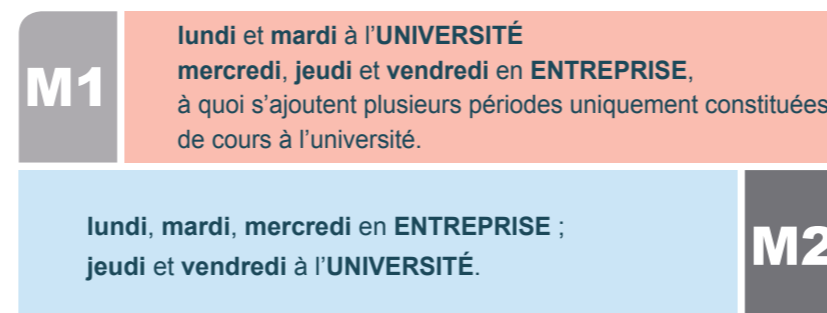 M1
lundi et mardi à l’UNIVERSITÉ
mercredi, jeudi et vendredi en ENTREPRISE,
à quoi s’ajoutent plusieurs périodes uniquement constituées
de cours à l’université.
lundi, mardi, mercredi en ENTREPRISE ;
jeudi et vendredi à l’UNIVERSITÉ.
M2